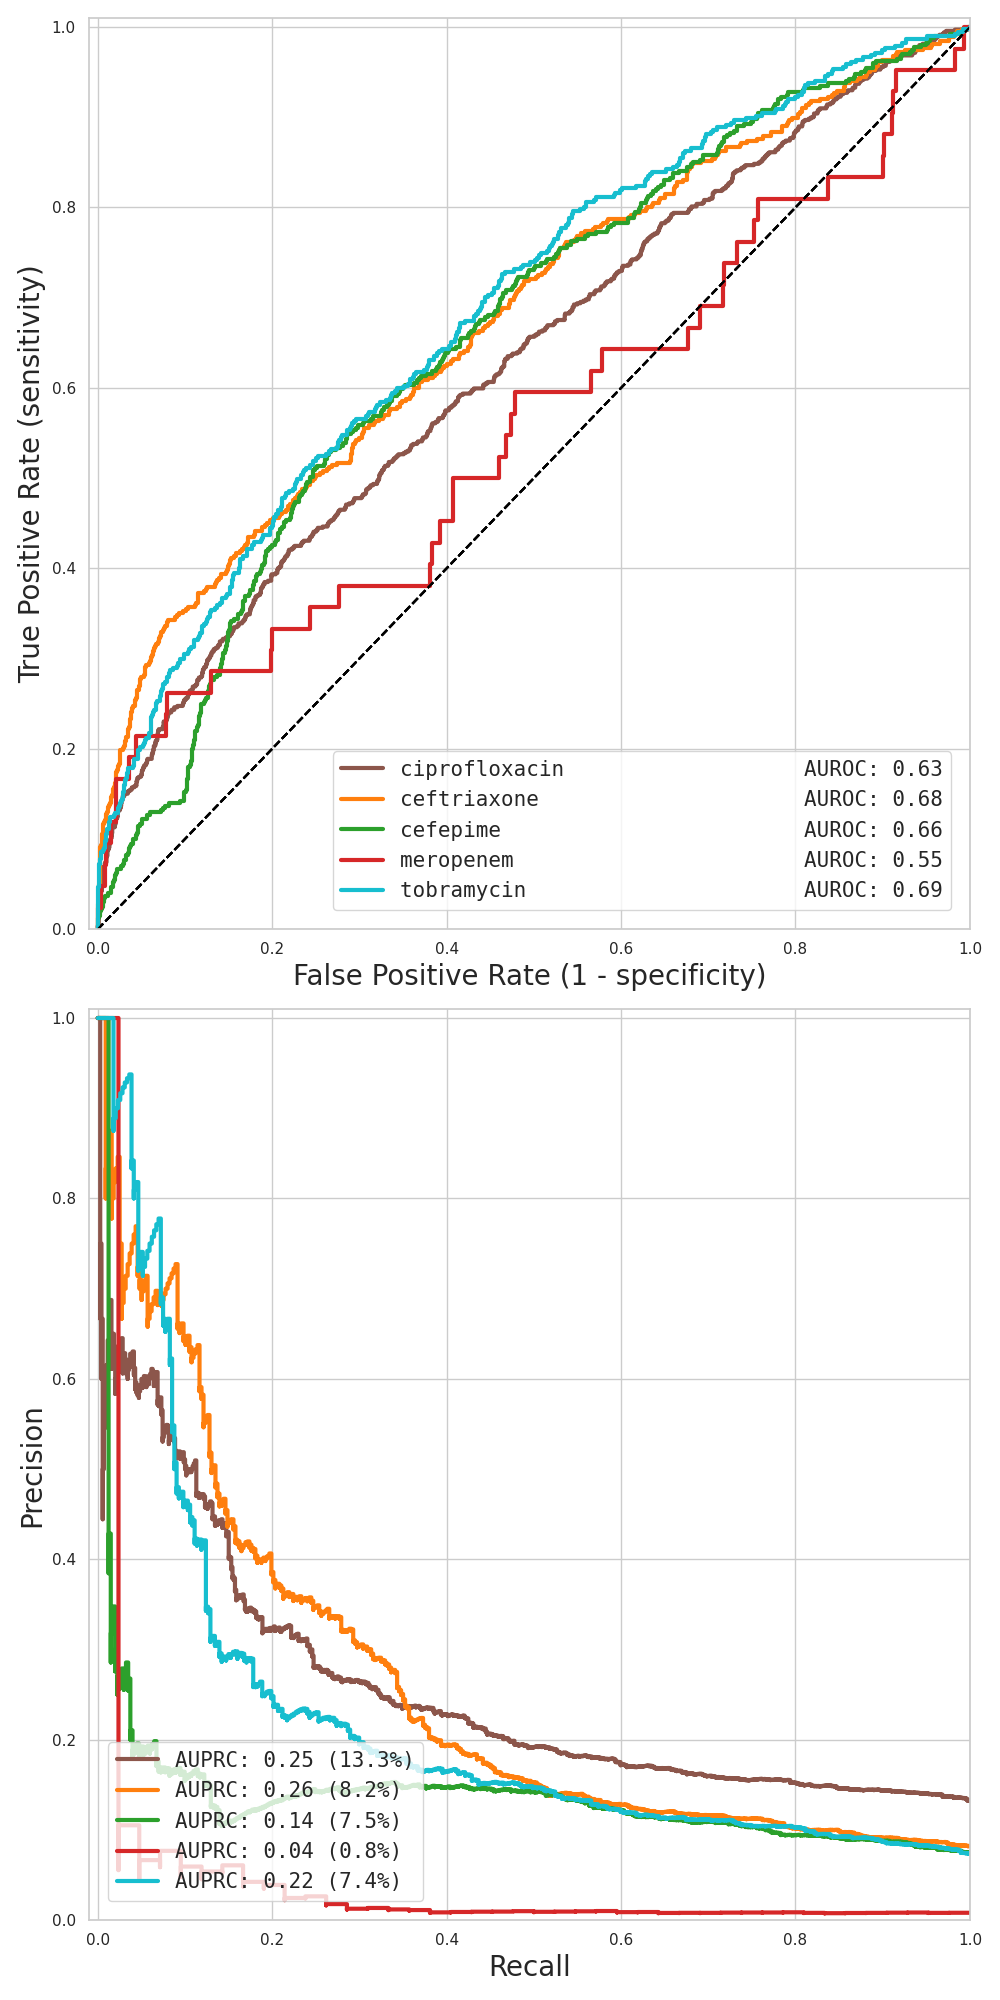 1.0
0.8
0.6
0.4
0.2
0.0
True Positive Rate (sensitivity)
ciprofloxacin AUROC: 0.63
ceftriaxone AUROC: 0.68
cefepime AUROC: 0.66
meropenem AUROC: 0.55
tobramycin AUROC: 0.69
0.0 0.2 0.4 0.6 0.8 1.0
False Positive Rate (1 - specificity)
1.0
0.8
0.6
0.4
0.2
0.0
Precision
AUPRC: 0.25 (13.3%)
AUPRC: 0.26 (8.2%)
AUPRC: 0.14 (7.5%)
AUPRC: 0.04 (0.8%)
AUPRC: 0.22 (7.4%)
0.0 0.2 0.4 0.6 0.8 1.0
Recall